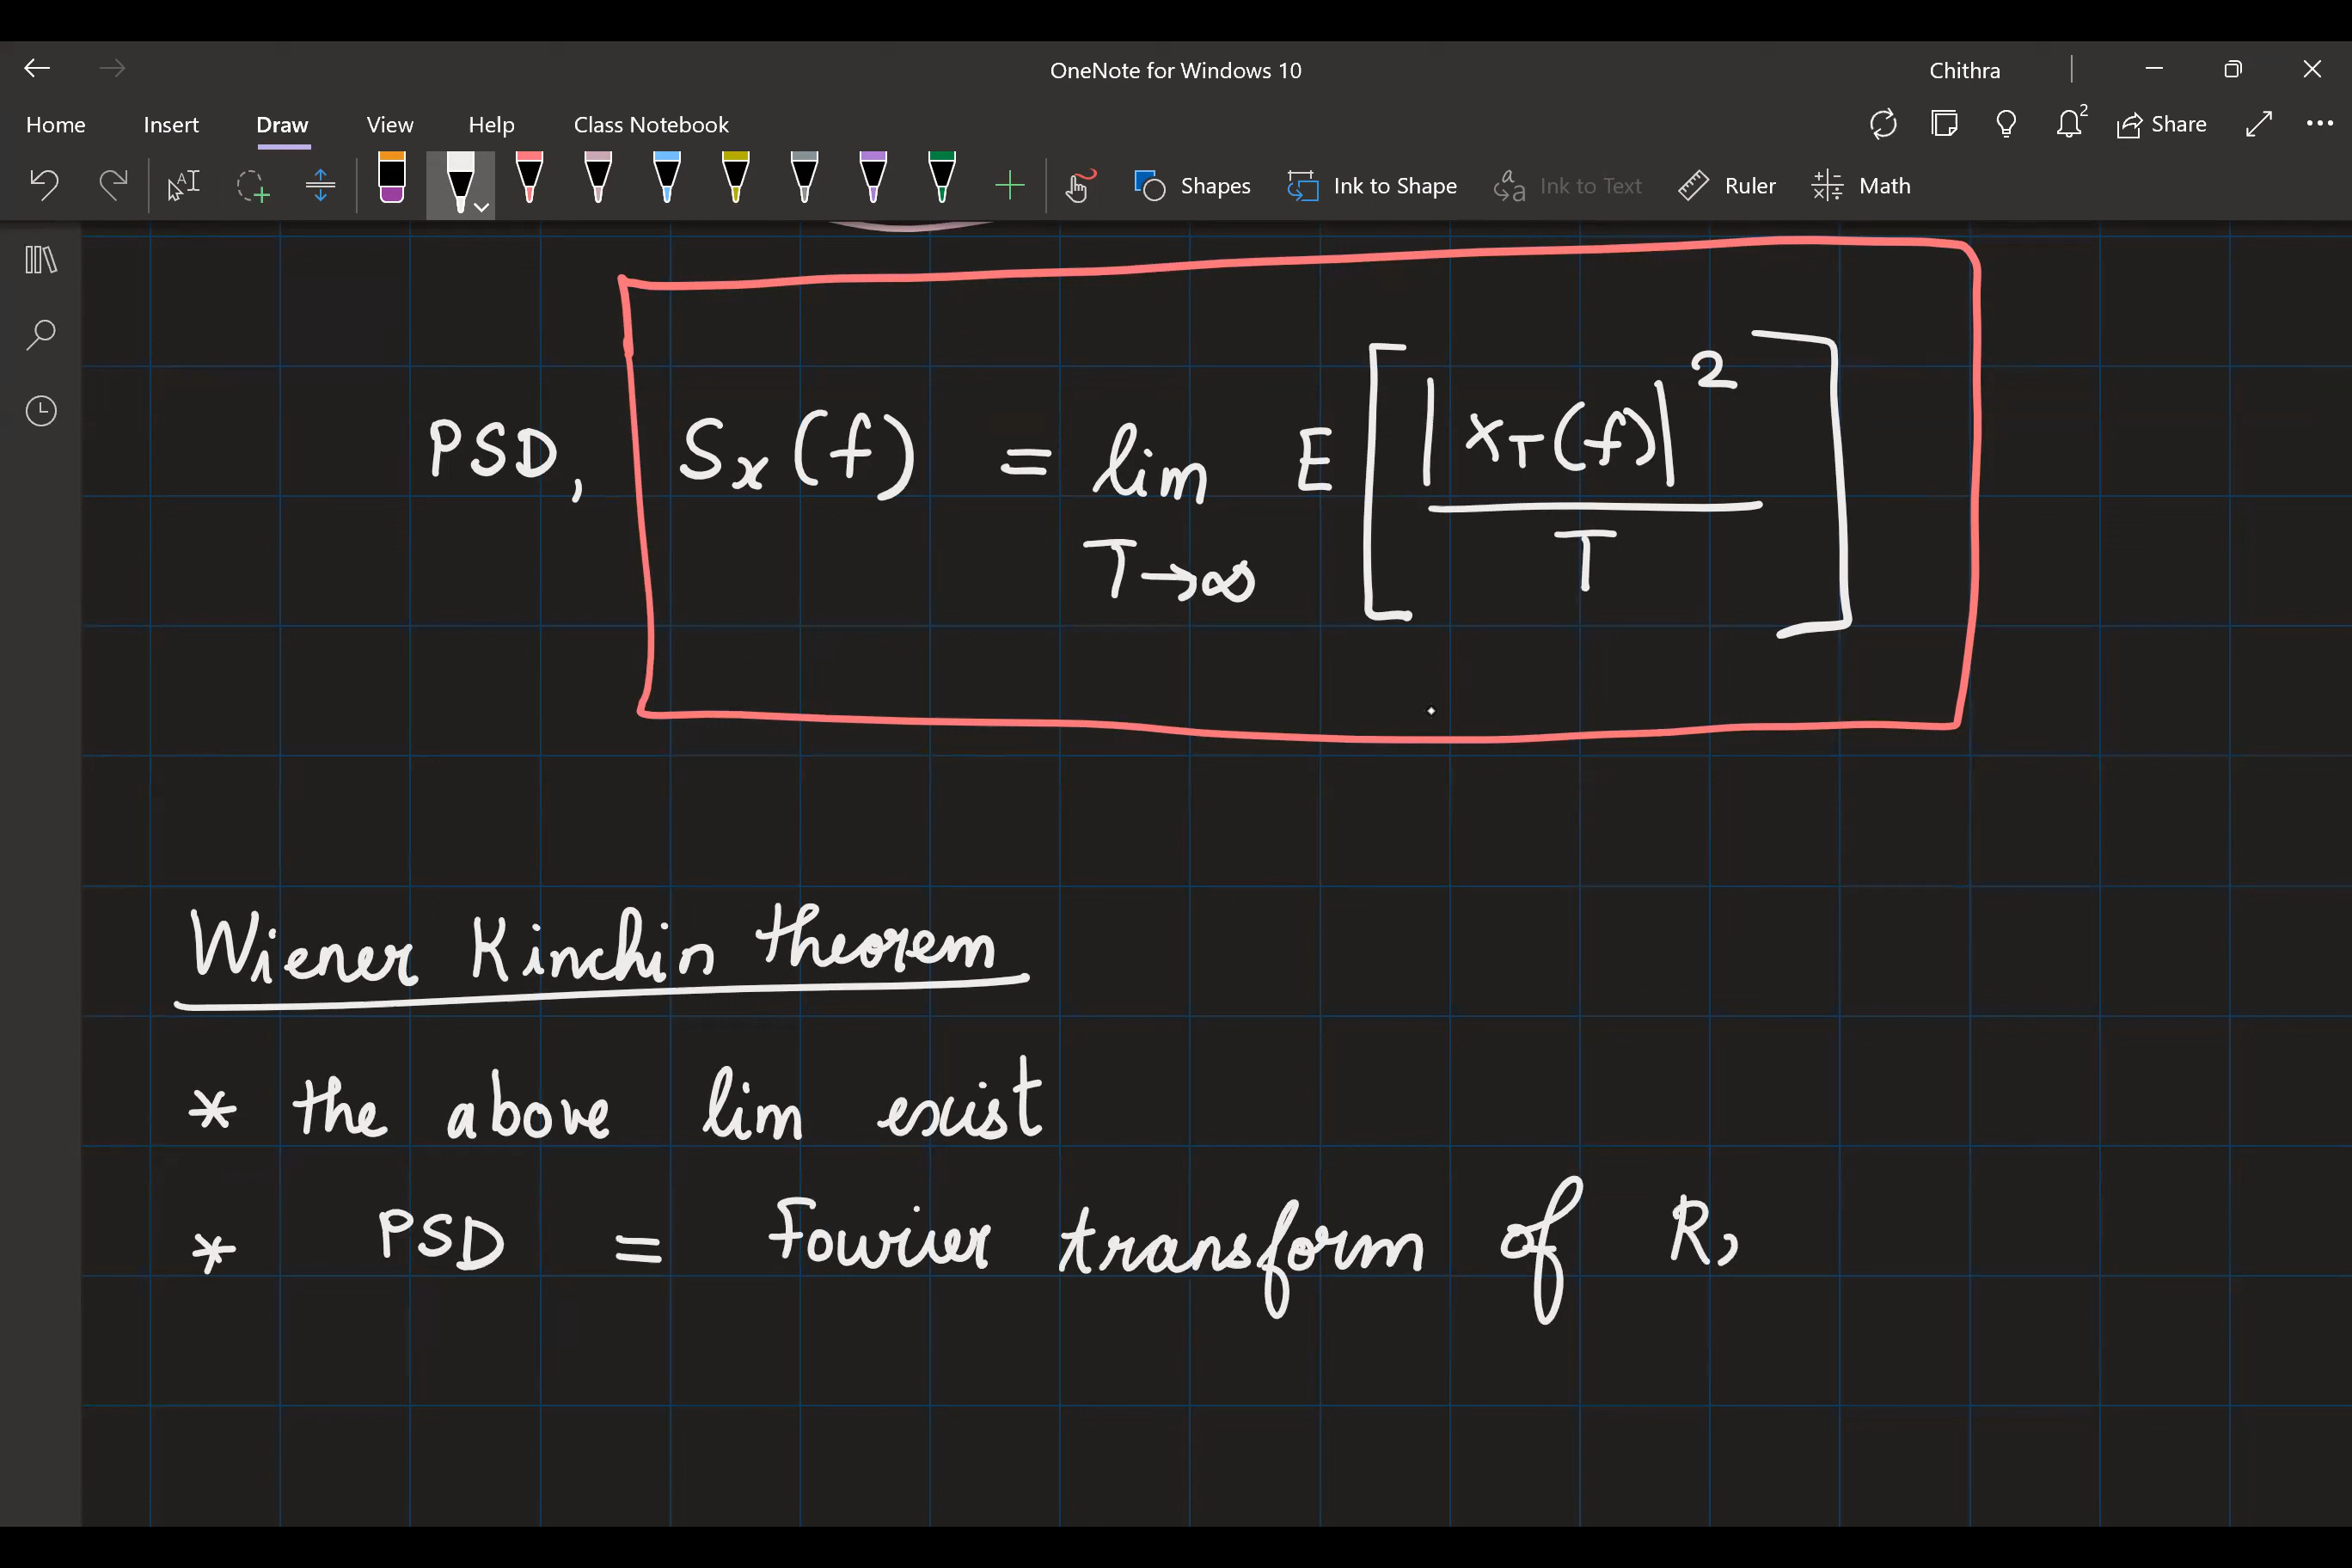 OneNote for Windows 10 Chithra
Home Insert Draw View Help Class Notebook 2 Share
Shapes Ink to Shape Ink to Text Ruler Math
PSD, Sx(f) = lim E[|xT(f)|²/T]
T→∞
Wiener Kinchin theorem
* the above lim exist
* PSD = Fourier transform of R,